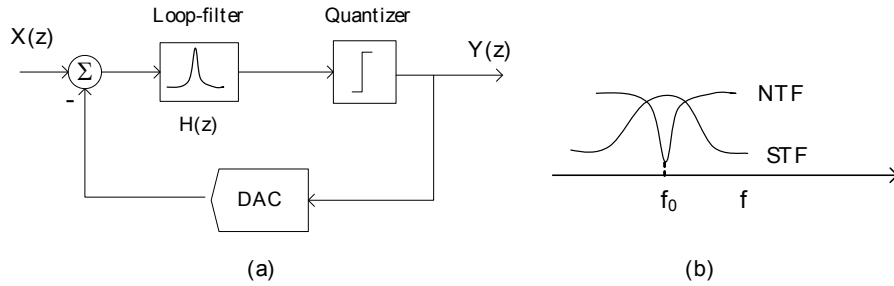 Loop-filter
Quantizer
X(z)
Σ
-
H(z)
Y(z)
DAC
(a)
NTF
STF
f0
f
(b)